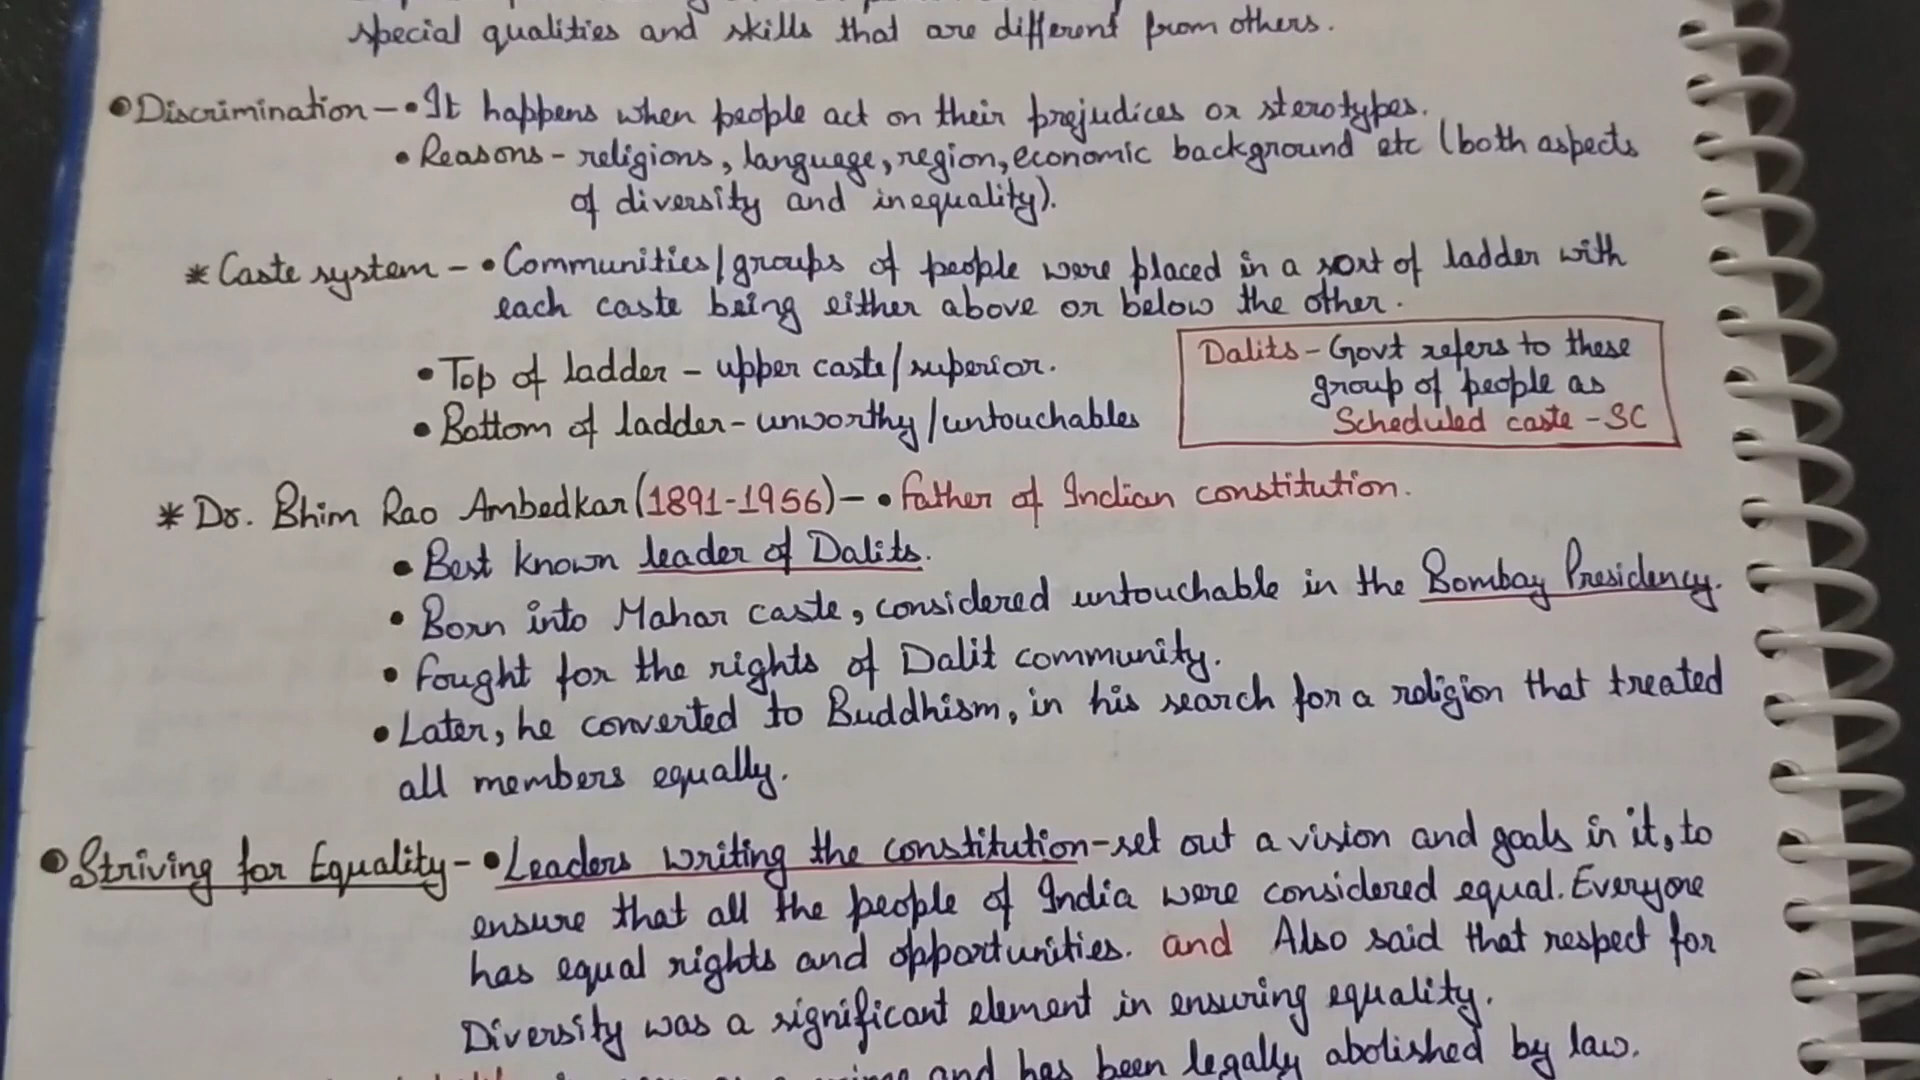 special qualities and skills that are different from others.
• Discrimination – • It happens when people act on their prejudices or sterotypes.
• Reasons – religions, language, region, economic background etc (both aspects
of diversity and inequality).
* Caste system – • Communities/groups of people were placed in a sort of ladder with
each caste being either above or below the other.
• Top of ladder – upper caste/superior.
• Bottom of ladder – unworthy/untouchables
Dalits – Govt refers to these
group of people as
Scheduled caste – SC
* Dr. Bhim Rao Ambedkar (1891-1956) – • Father of Indian constitution.
• Best known leader of Dalits.
• Born into Mahar caste, considered untouchable in the Bombay Presidency.
• Fought for the rights of Dalit community.
• Later, he converted to Buddhism, in his search for a religion that treated
all members equally.
• Striving for Equality – • Leaders writing the constitution – set out a vision and goals in it, to
ensure that all the people of India were considered equal. Everyone
has equal rights and opportunities. and Also said that respect for
Diversity was a significant element in ensuring equality.
and has been legally abolished by law.